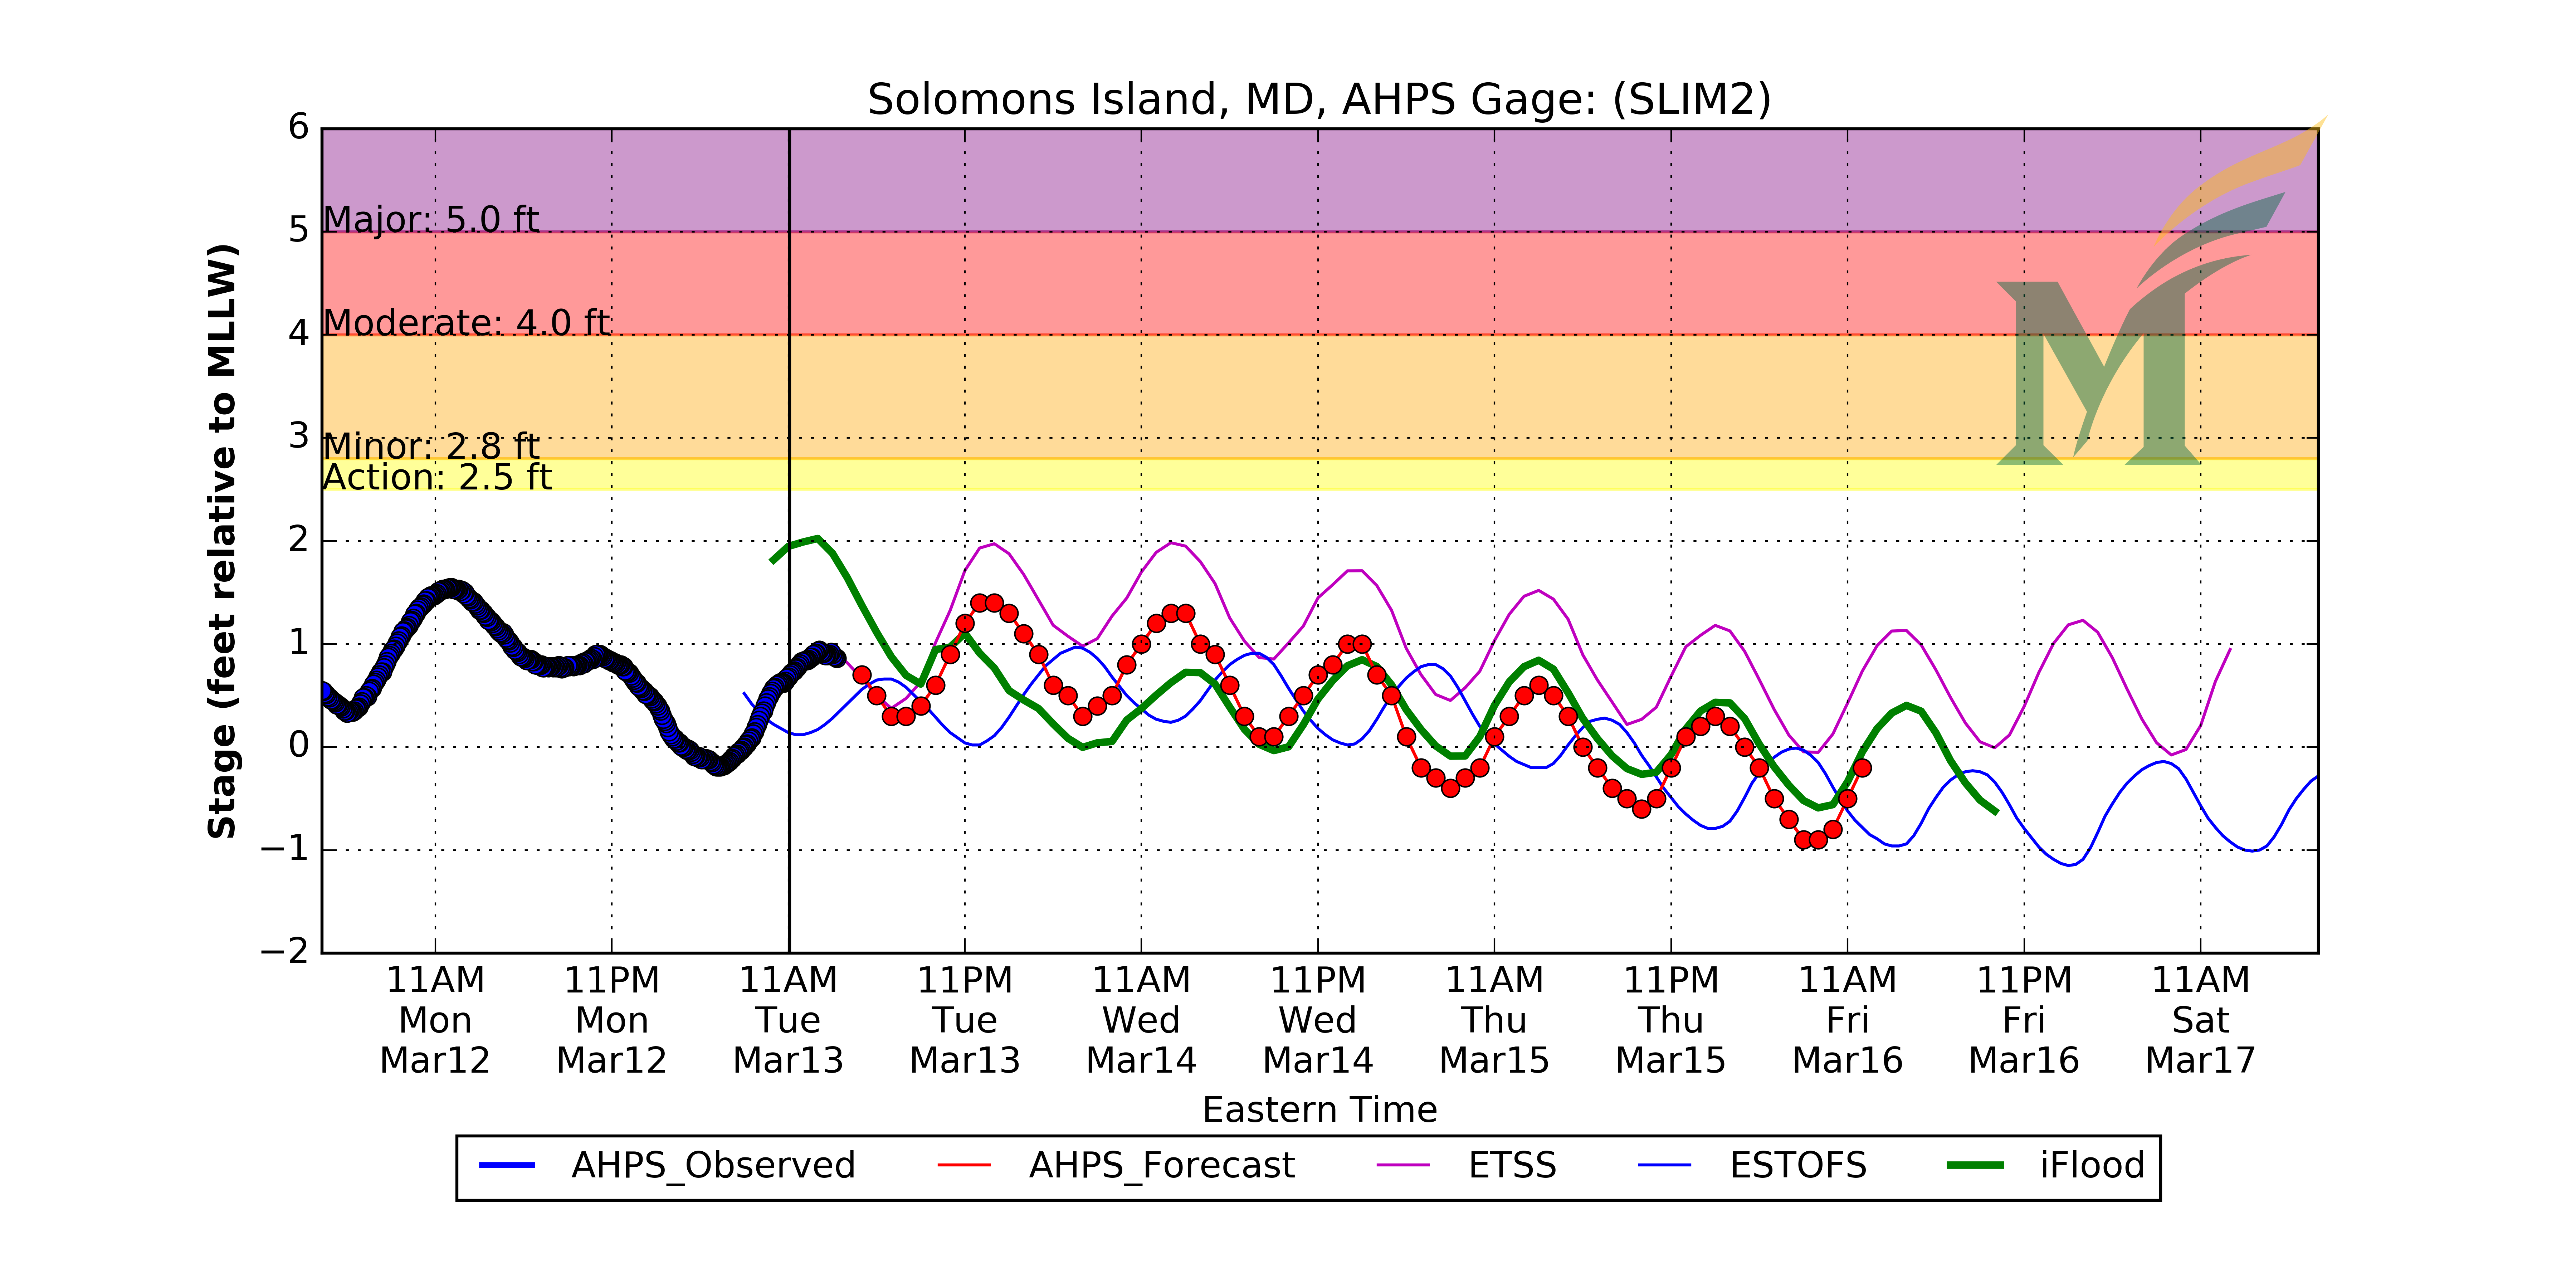 Solomons Island, MD, AHPS Gage: (SLIM2)
Stage (feet relative to MLLW)
6
5
4
3
2
1
0
−1
−2
Major: 5.0 ft
Moderate: 4.0 ft
Minor: 2.8 ft
Action: 2.5 ft
11AM 11PM 11AM 11PM 11AM 11PM 11AM 11PM 11AM 11PM 11AM
Mon Mon Tue Tue Wed Wed Thu Thu Fri Fri Sat
Mar12 Mar12 Mar13 Mar13 Mar14 Mar14 Mar15 Mar15 Mar16 Mar16 Mar17
Eastern Time
AHPS_Observed AHPS_Forecast ETSS ESTOFS iFlood
M